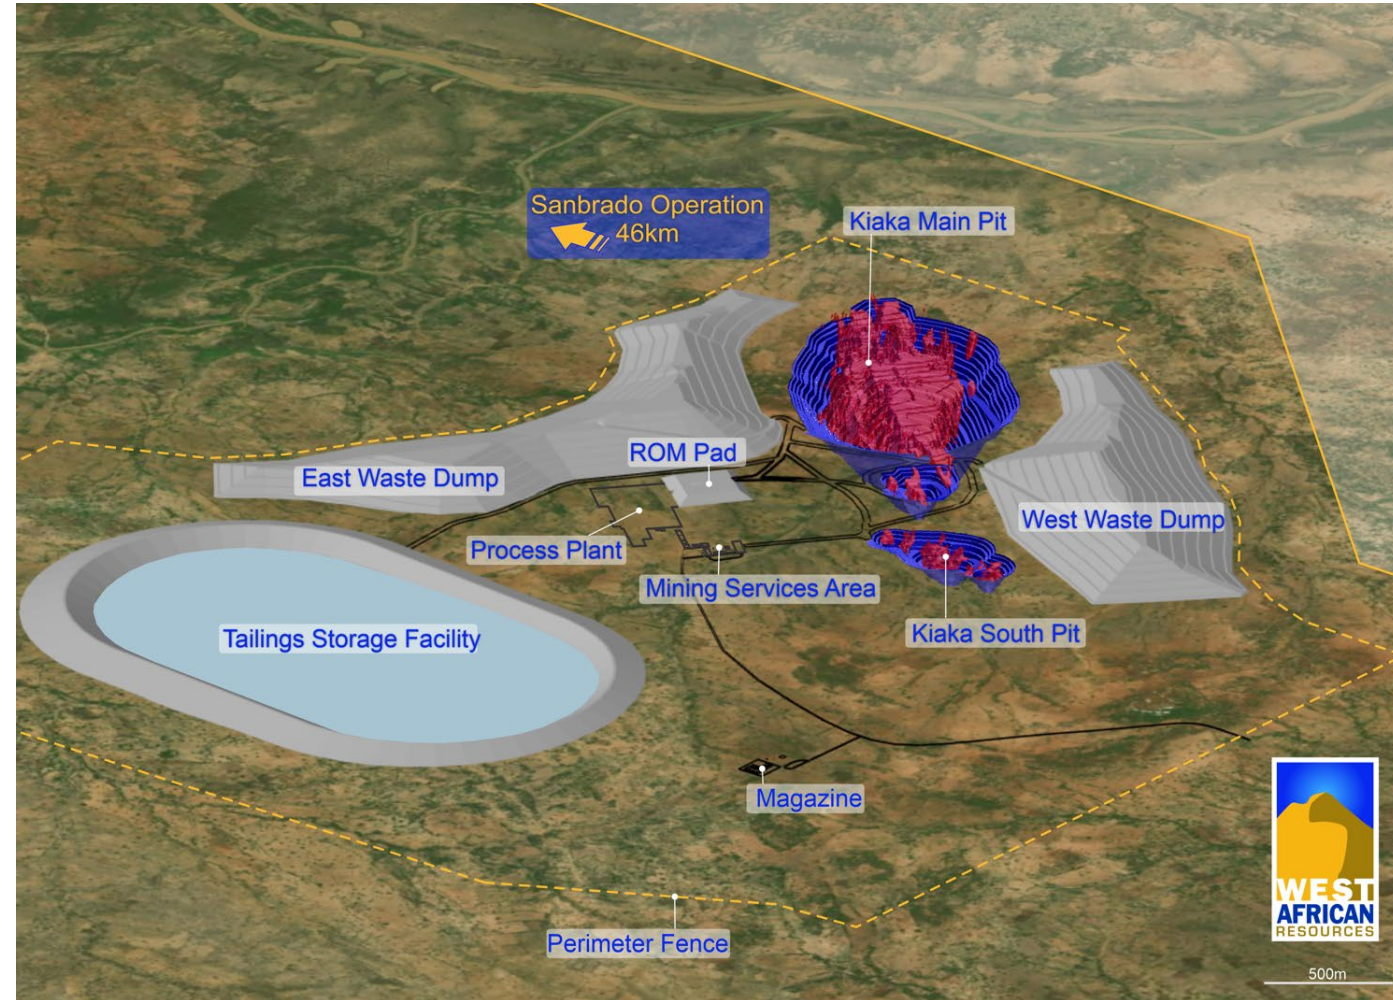 Sanbrado Operation
46km
Kiaka Main Pit
ROM Pad
East Waste Dump
West Waste Dump
Process Plant
Mining Services Area
Kiaka South Pit
Tailings Storage Facility
Magazine
Perimeter Fence
WEST
AFRICAN
RESOURCES
500m